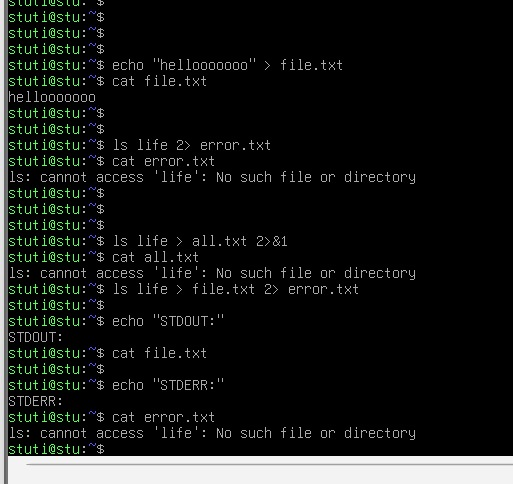 stuti@stu:~$
stuti@stu:~$
stuti@stu:~$
stuti@stu:~$
stuti@stu:~$ echo "hellooooooo" > file.txt
stuti@stu:~$ cat file.txt
hellooooooo
stuti@stu:~$
stuti@stu:~$
stuti@stu:~$ ls life 2> error.txt
stuti@stu:~$ cat error.txt
ls: cannot access 'life': No such file or directory
stuti@stu:~$
stuti@stu:~$
stuti@stu:~$
stuti@stu:~$ ls life > all.txt 2>&1
stuti@stu:~$ cat all.txt
ls: cannot access 'life': No such file or directory
stuti@stu:~$ ls life > file.txt 2> error.txt
stuti@stu:~$
stuti@stu:~$ echo "STDOUT:"
STDOUT:
stuti@stu:~$ cat file.txt
stuti@stu:~$
stuti@stu:~$ echo "STDERR:"
STDERR:
stuti@stu:~$ cat error.txt
ls: cannot access 'life': No such file or directory
stuti@stu:~$